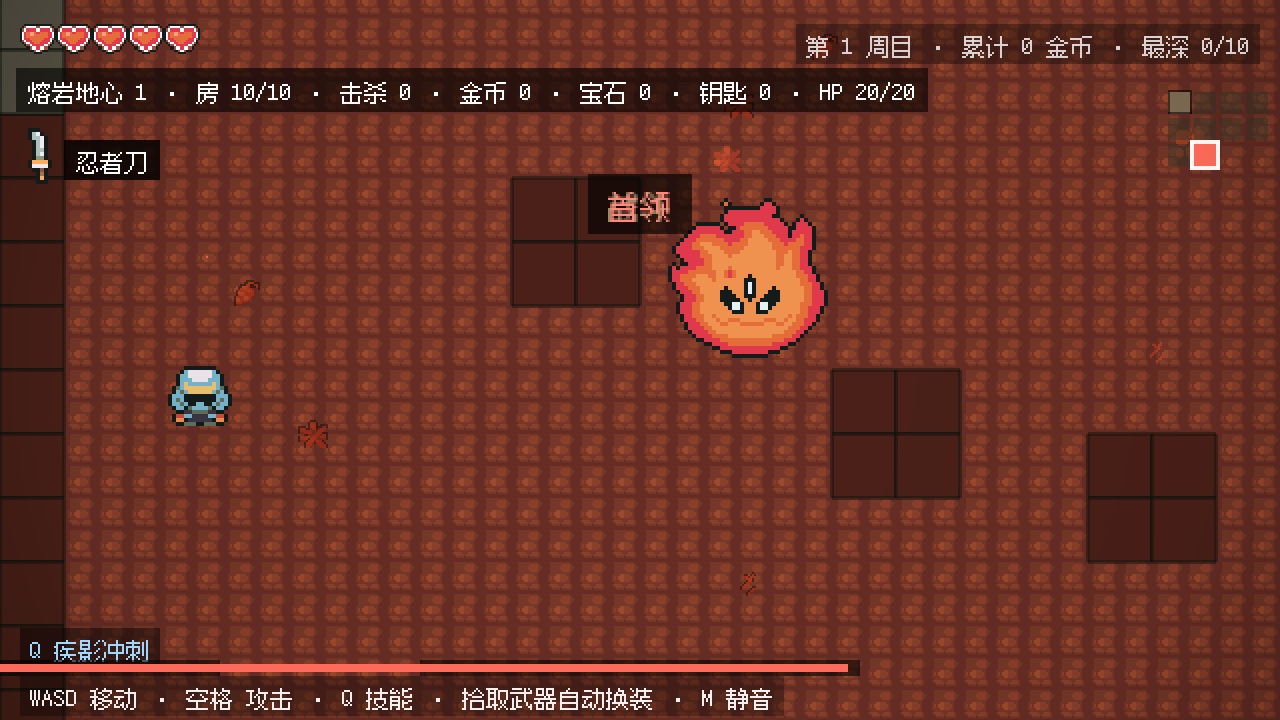 第 1 周目 · 累计 0 金币 · 最深 0/10
熔岩地心 1 · 房 10/10 · 击杀 0 · 金币 0 · 宝石 0 · 钥匙 0 · HP 20/20
忍者刀
首领
Q 疾影冲刺
WASD 移动 · 空格 攻击 · Q 技能 · 拾取武器自动换装 · M 静音